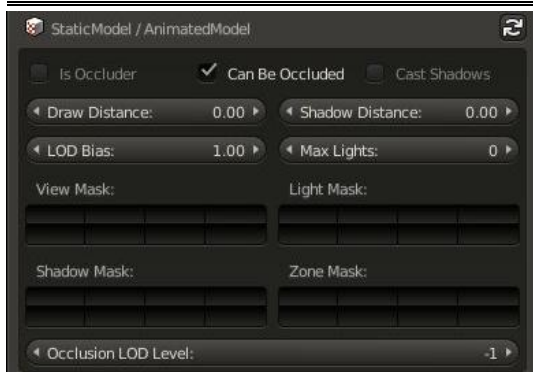 StaticModel / AnimatedModel
Is Occluder Can Be Occluded Cast Shadows
Draw Distance: 0.00 Shadow Distance: 0.00
LOD Bias: 1.00 Max Lights: 0
View Mask: Light Mask:
Shadow Mask: Zone Mask:
Occlusion LOD Level: -1